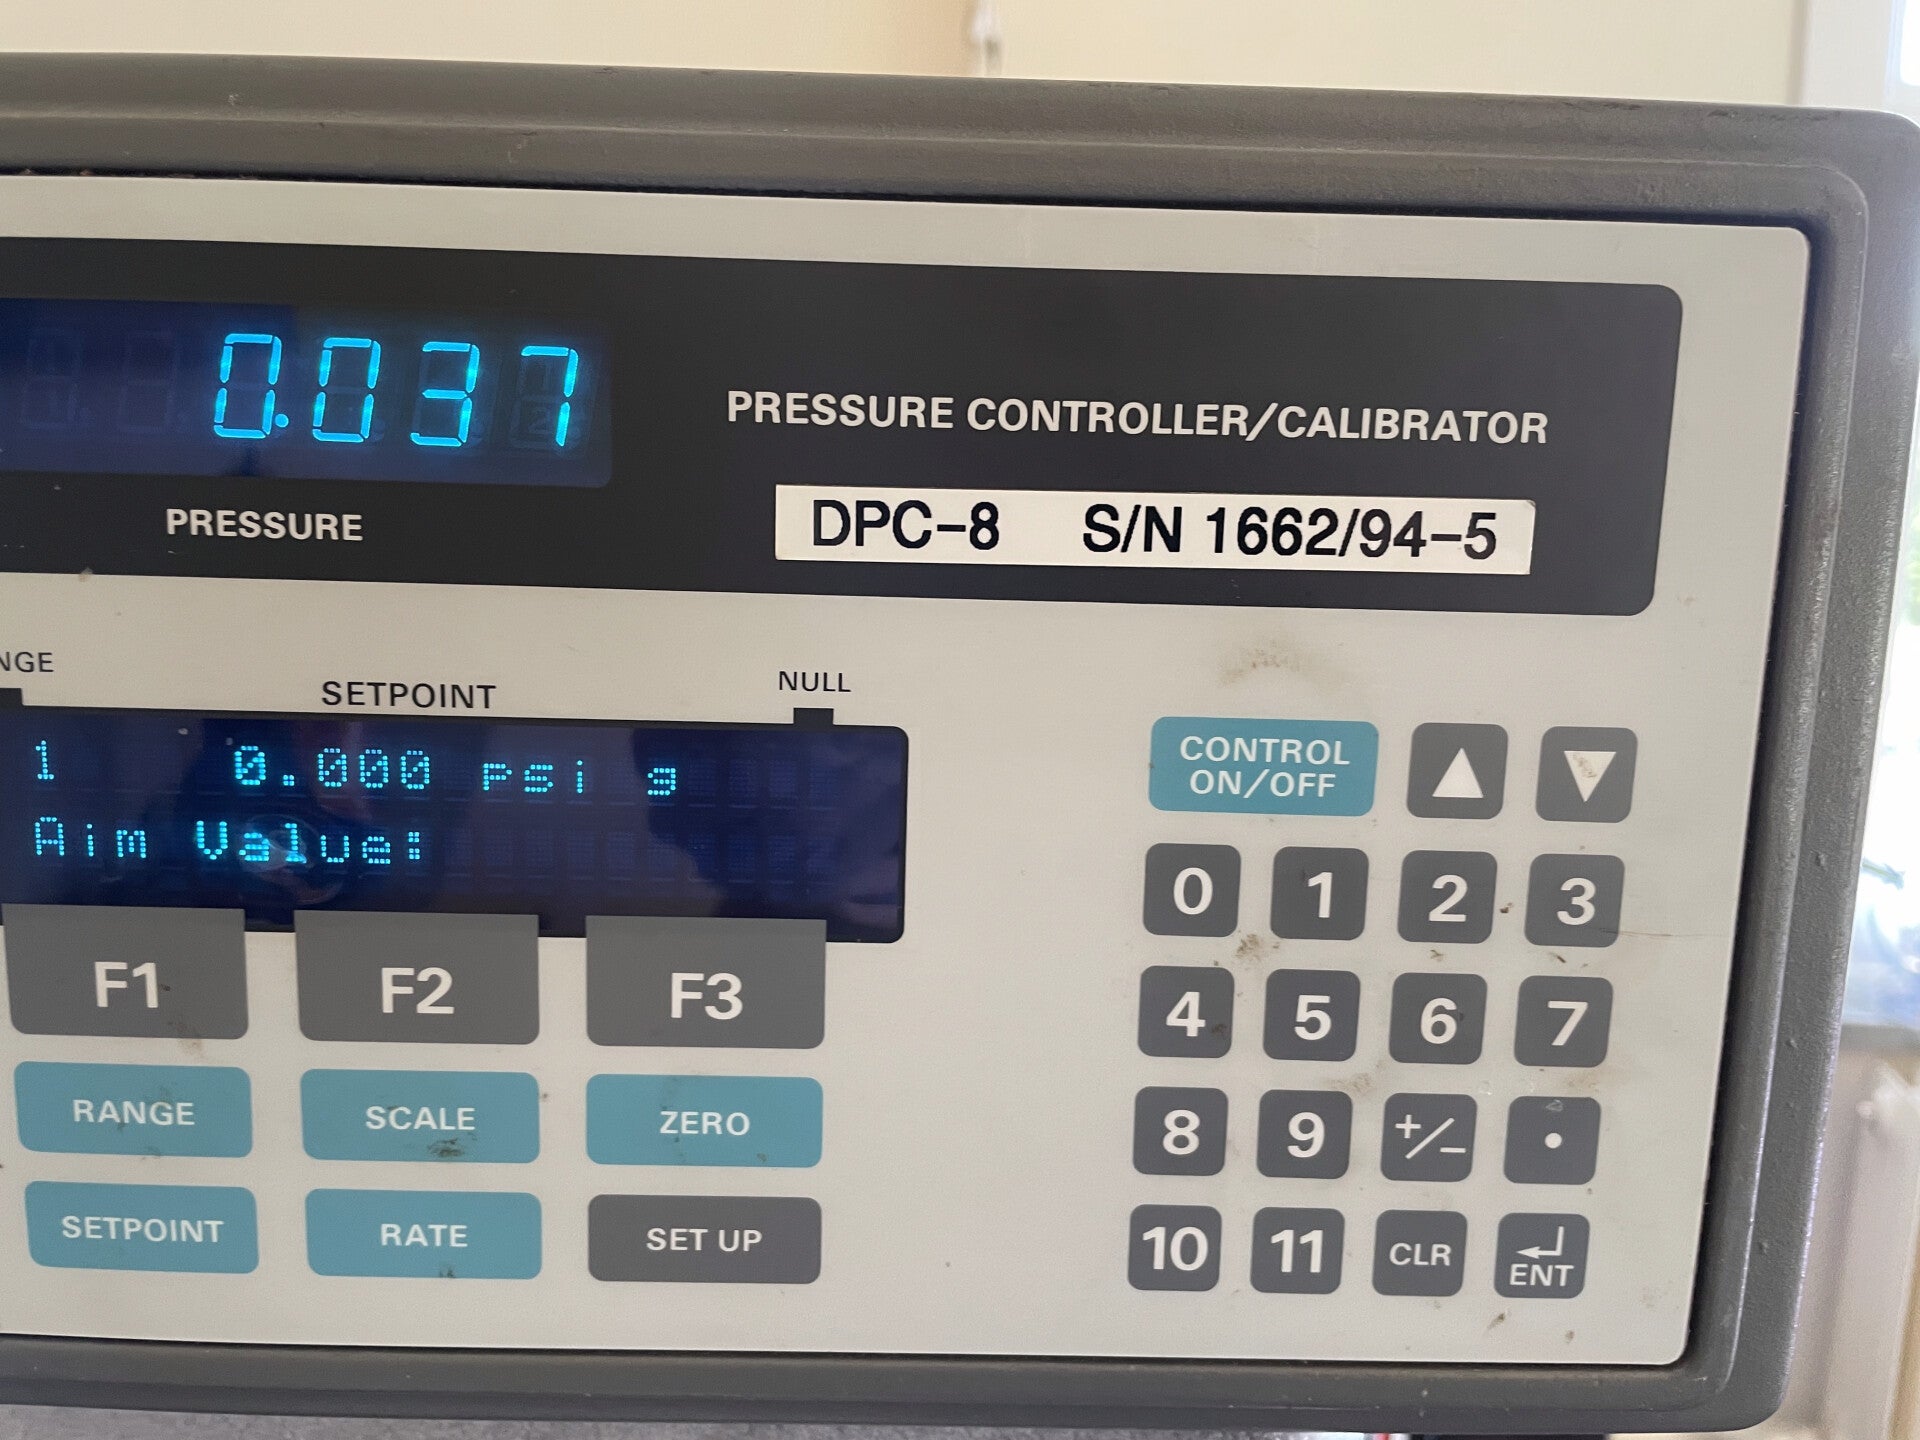 0.037
PRESSURE CONTROLLER/CALIBRATOR
PRESSURE
DPC-8 S/N 1662/94-5
SETPOINT
NULL
1 0.000 psi g
Aim Value:
F1 F2 F3
RANGE SCALE ZERO
SETPOINT RATE SET UP
CONTROL
ON/OFF
0 1 2 3
4 5 6 7
8 9 +/- .
10 11 CLR ENT